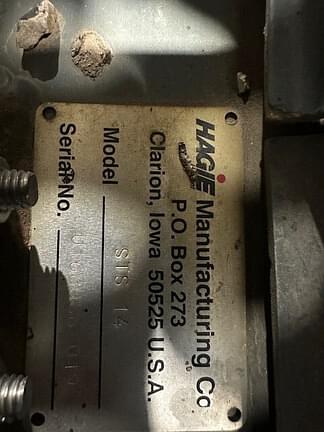 HAGIE Manufacturing Co
P.O. Box 273
Clarion, Iowa 50525 U.S.A.
Model STS 14
Serial No.